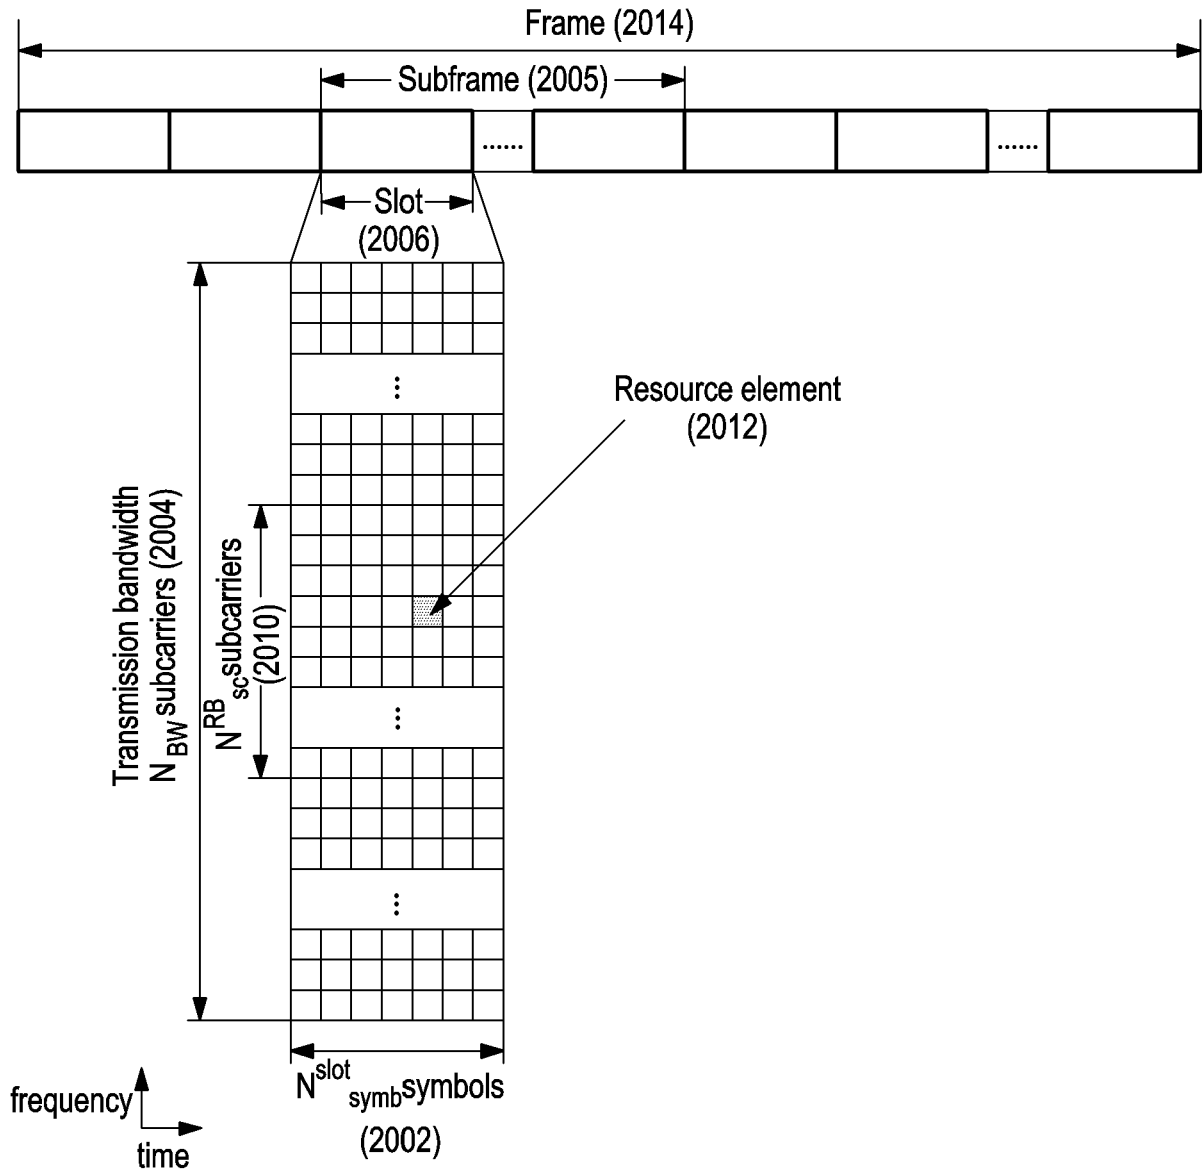 Frame (2014)
Subframe (2005)
......
......
Slot
(2006)
Resource element
(2012)
Transmission bandwidth
N_BW subcarriers (2004)
N^RB_sc subcarriers
(2010)
N^slot_symb symbols
(2002)
frequency
time